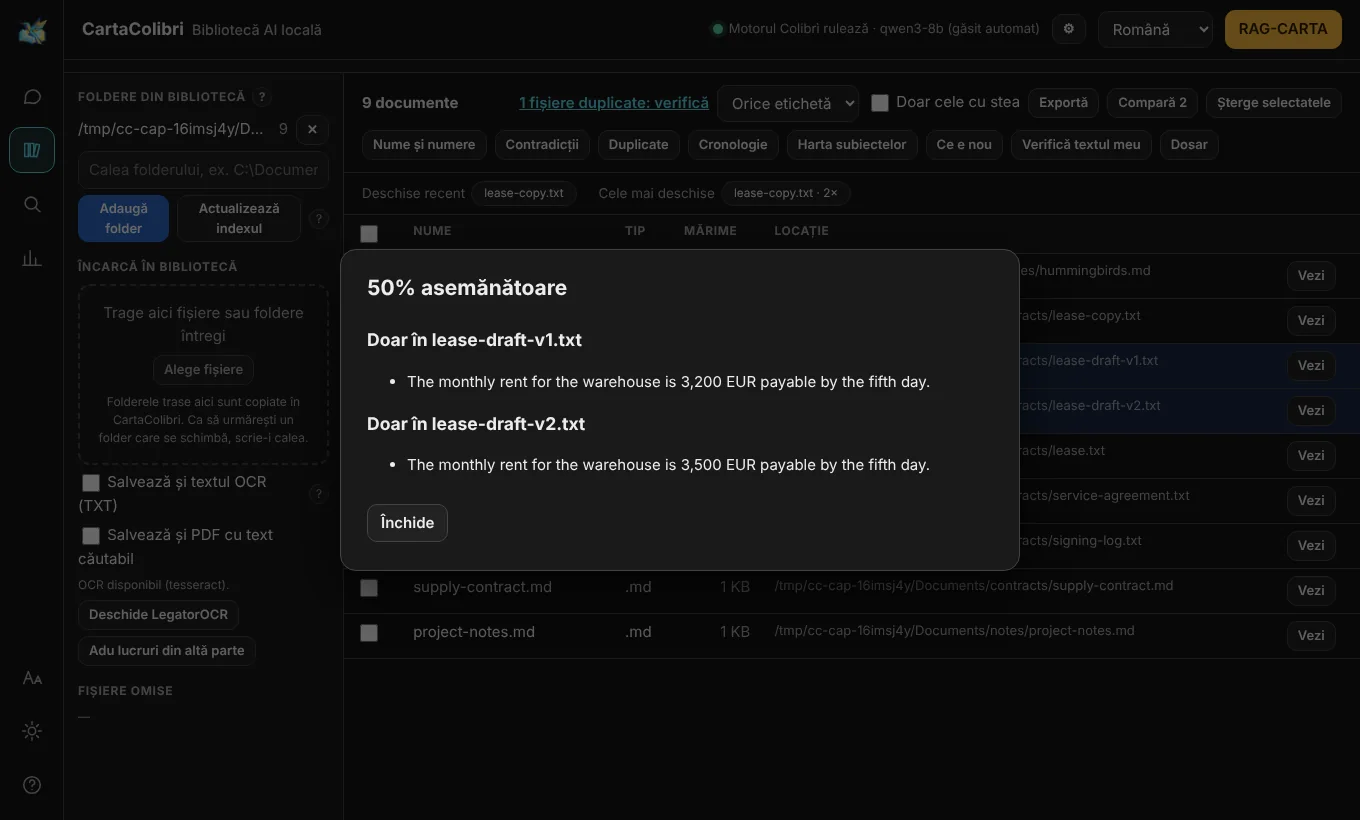 CartaColibri Bibliotecă AI locală
Motorul Colibri rulează · qwen3-8b (găsit automat)
Română
RAG-CARTA
FOLDERE DIN BIBLIOTECĂ ?
/tmp/cc-cap-16imsj4y/D... 9 ×
Calea folderului, ex. C:\Documen
Adaugă folder
Actualizează indexul
?
ÎNCARCĂ ÎN BIBLIOTECĂ
Trage aici fișiere sau foldere
întregi
Alege fișiere
Folderele trase aici sunt copiate în
CartaColibri. Ca să urmărești un
folder care se schimbă, scrie-i calea.
Salvează și textul OCR
(TXT)
?
Salvează și PDF cu text
căutabil
OCR disponibil (tesseract).
Deschide LegatorOCR
Adu lucruri din altă parte
FIȘIERE OMISE
—
9 documente
1 fișiere duplicate: verifică
Orice etichetă
Doar cele cu stea
Exportă
Compară 2
Șterge selectatele
Nume și numere
Contradicții
Duplicate
Cronologie
Harta subiectelor
Ce e nou
Verifică textul meu
Dosar
Deschise recent lease-copy.txt Cele mai deschise lease-copy.txt · 2×
NUME TIP MĂRIME LOCAȚIE
es/hummingbirds.md Vezi
racts/lease-copy.txt Vezi
racts/lease-draft-v1.txt Vezi
racts/lease-draft-v2.txt Vezi
racts/lease.txt Vezi
racts/service-agreement.txt Vezi
racts/signing-log.txt Vezi
supply-contract.md .md 1 KB /tmp/cc-cap-16imsj4y/Documents/contracts/supply-contract.md Vezi
project-notes.md .md 1 KB /tmp/cc-cap-16imsj4y/Documents/notes/project-notes.md Vezi
50% asemănătoare
Doar în lease-draft-v1.txt
• The monthly rent for the warehouse is 3,200 EUR payable by the fifth day.
Doar în lease-draft-v2.txt
• The monthly rent for the warehouse is 3,500 EUR payable by the fifth day.
Închide
AA
?